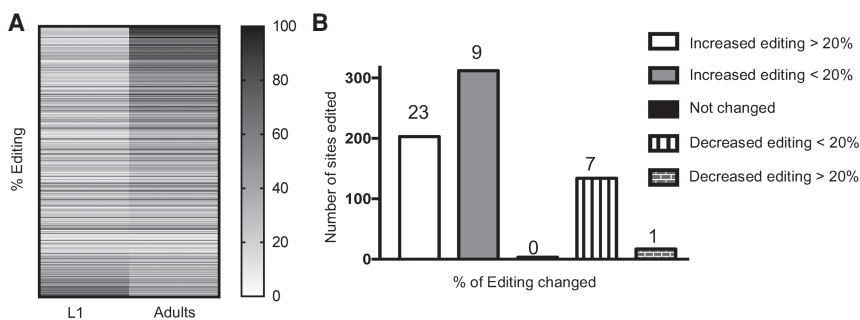 A
% Editing
L1
Adults
100
80
60
40
20
0
B
Number of sites edited
300
200
100
0
23
9
0
7
1
% of Editing changed
Increased editing > 20%
Increased editing < 20%
Not changed
Decreased editing < 20%
Decreased editing > 20%